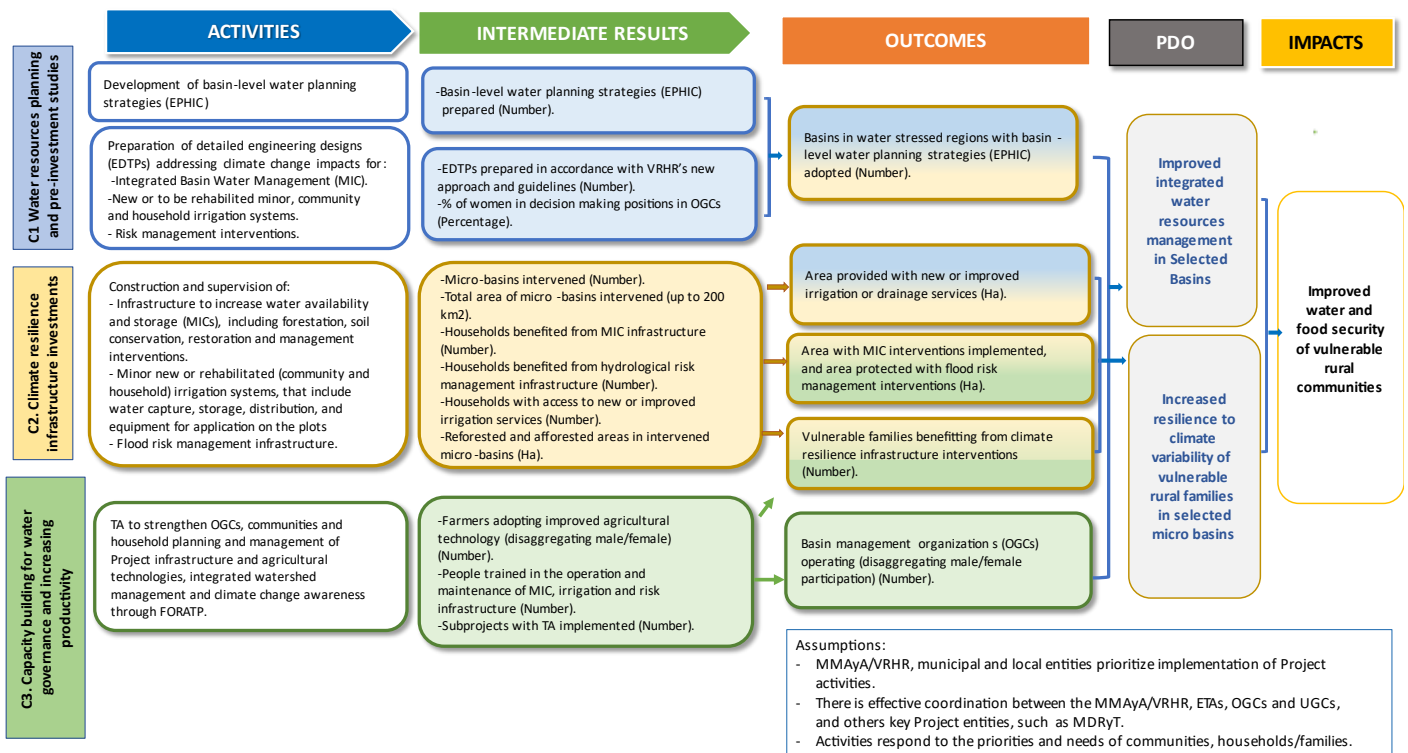 ACTIVITIES
INTERMEDIATE RESULTS
OUTCOMES
PDO
IMPACTS
C1 Water resources planning
and pre-investment studies
Development of basin-level water planning
strategies (EPHIC)
Preparation of detailed engineering designs
(EDTPs) addressing climate change impacts for:
-Integrated Basin Water Management (MIC).
-New or to be rehabilited minor, community
and household irrigation systems.
- Risk management interventions.
-Basin-level water planning strategies (EPHIC)
prepared (Number).
-EDTPs prepared in accordance with VRHR's new
approach and guidelines (Number).
-% of women in decision making positions in OGCs
(Percentage).
Basins in water stressed regions with basin -
level water planning strategies (EPHIC)
adopted (Number).
C2. Climate resilience
infrastructure investments
Construction and supervision of:
- Infrastructure to increase water availability
and storage (MICs), including forestation, soil
conservation, restoration and management
interventions.
- Minor new or rehabilitated (community and
household) irrigation systems, that include
water capture, storage, distribution, and
equipment for application on the plots
- Flood risk management infrastructure.
-Micro-basins intervened (Number).
-Total area of micro -basins intervened (up to 200
km2).
-Households benefited from MIC infrastructure
(Number).
-Households benefited from hydrological risk
management infrastructure (Number).
-Households with access to new or improved
irrigation services (Number).
-Reforested and afforested areas in intervened
micro-basins (Ha).
Area provided with new or improved
irrigation or drainage services (Ha).
Area with MIC interventions implemented,
and area protected with flood risk
management interventions (Ha).
Vulnerable families benefitting from climate
resilience infrastructure interventions
(Number).
C3. Capacity building for water
governance and increasing
productivity
TA to strengthen OGCs, communities and
household planning and management of
Project infrastructure and agricultural
technologies, integrated watershed
management and climate change awareness
through FORATP.
-Farmers adopting improved agricultural
technology (disaggregating male/female)
(Number).
-People trained in the operation and
maintenance of MIC, irrigation and risk
infrastructure (Number).
-Subprojects with TA implemented (Number).
Basin management organization s (OGCs)
operating (disaggregating male/female
participation) (Number).
Improved
integrated
water
resources
management
in Selected
Basins
Increased
resilience to
climate
variability of
vulnerable
rural families
in selected
micro basins
Improved
water and
food security
of vulnerable
rural
communities
Assumptions:
- MMAyA/VRHR, municipal and local entities prioritize implementation of Project
activities.
- There is effective coordination between the MMAyA/VRHR, ETAs, OGCs and UGCs,
and others key Project entities, such as MDRyT.
- Activities respond to the priorities and needs of communities, households/families.